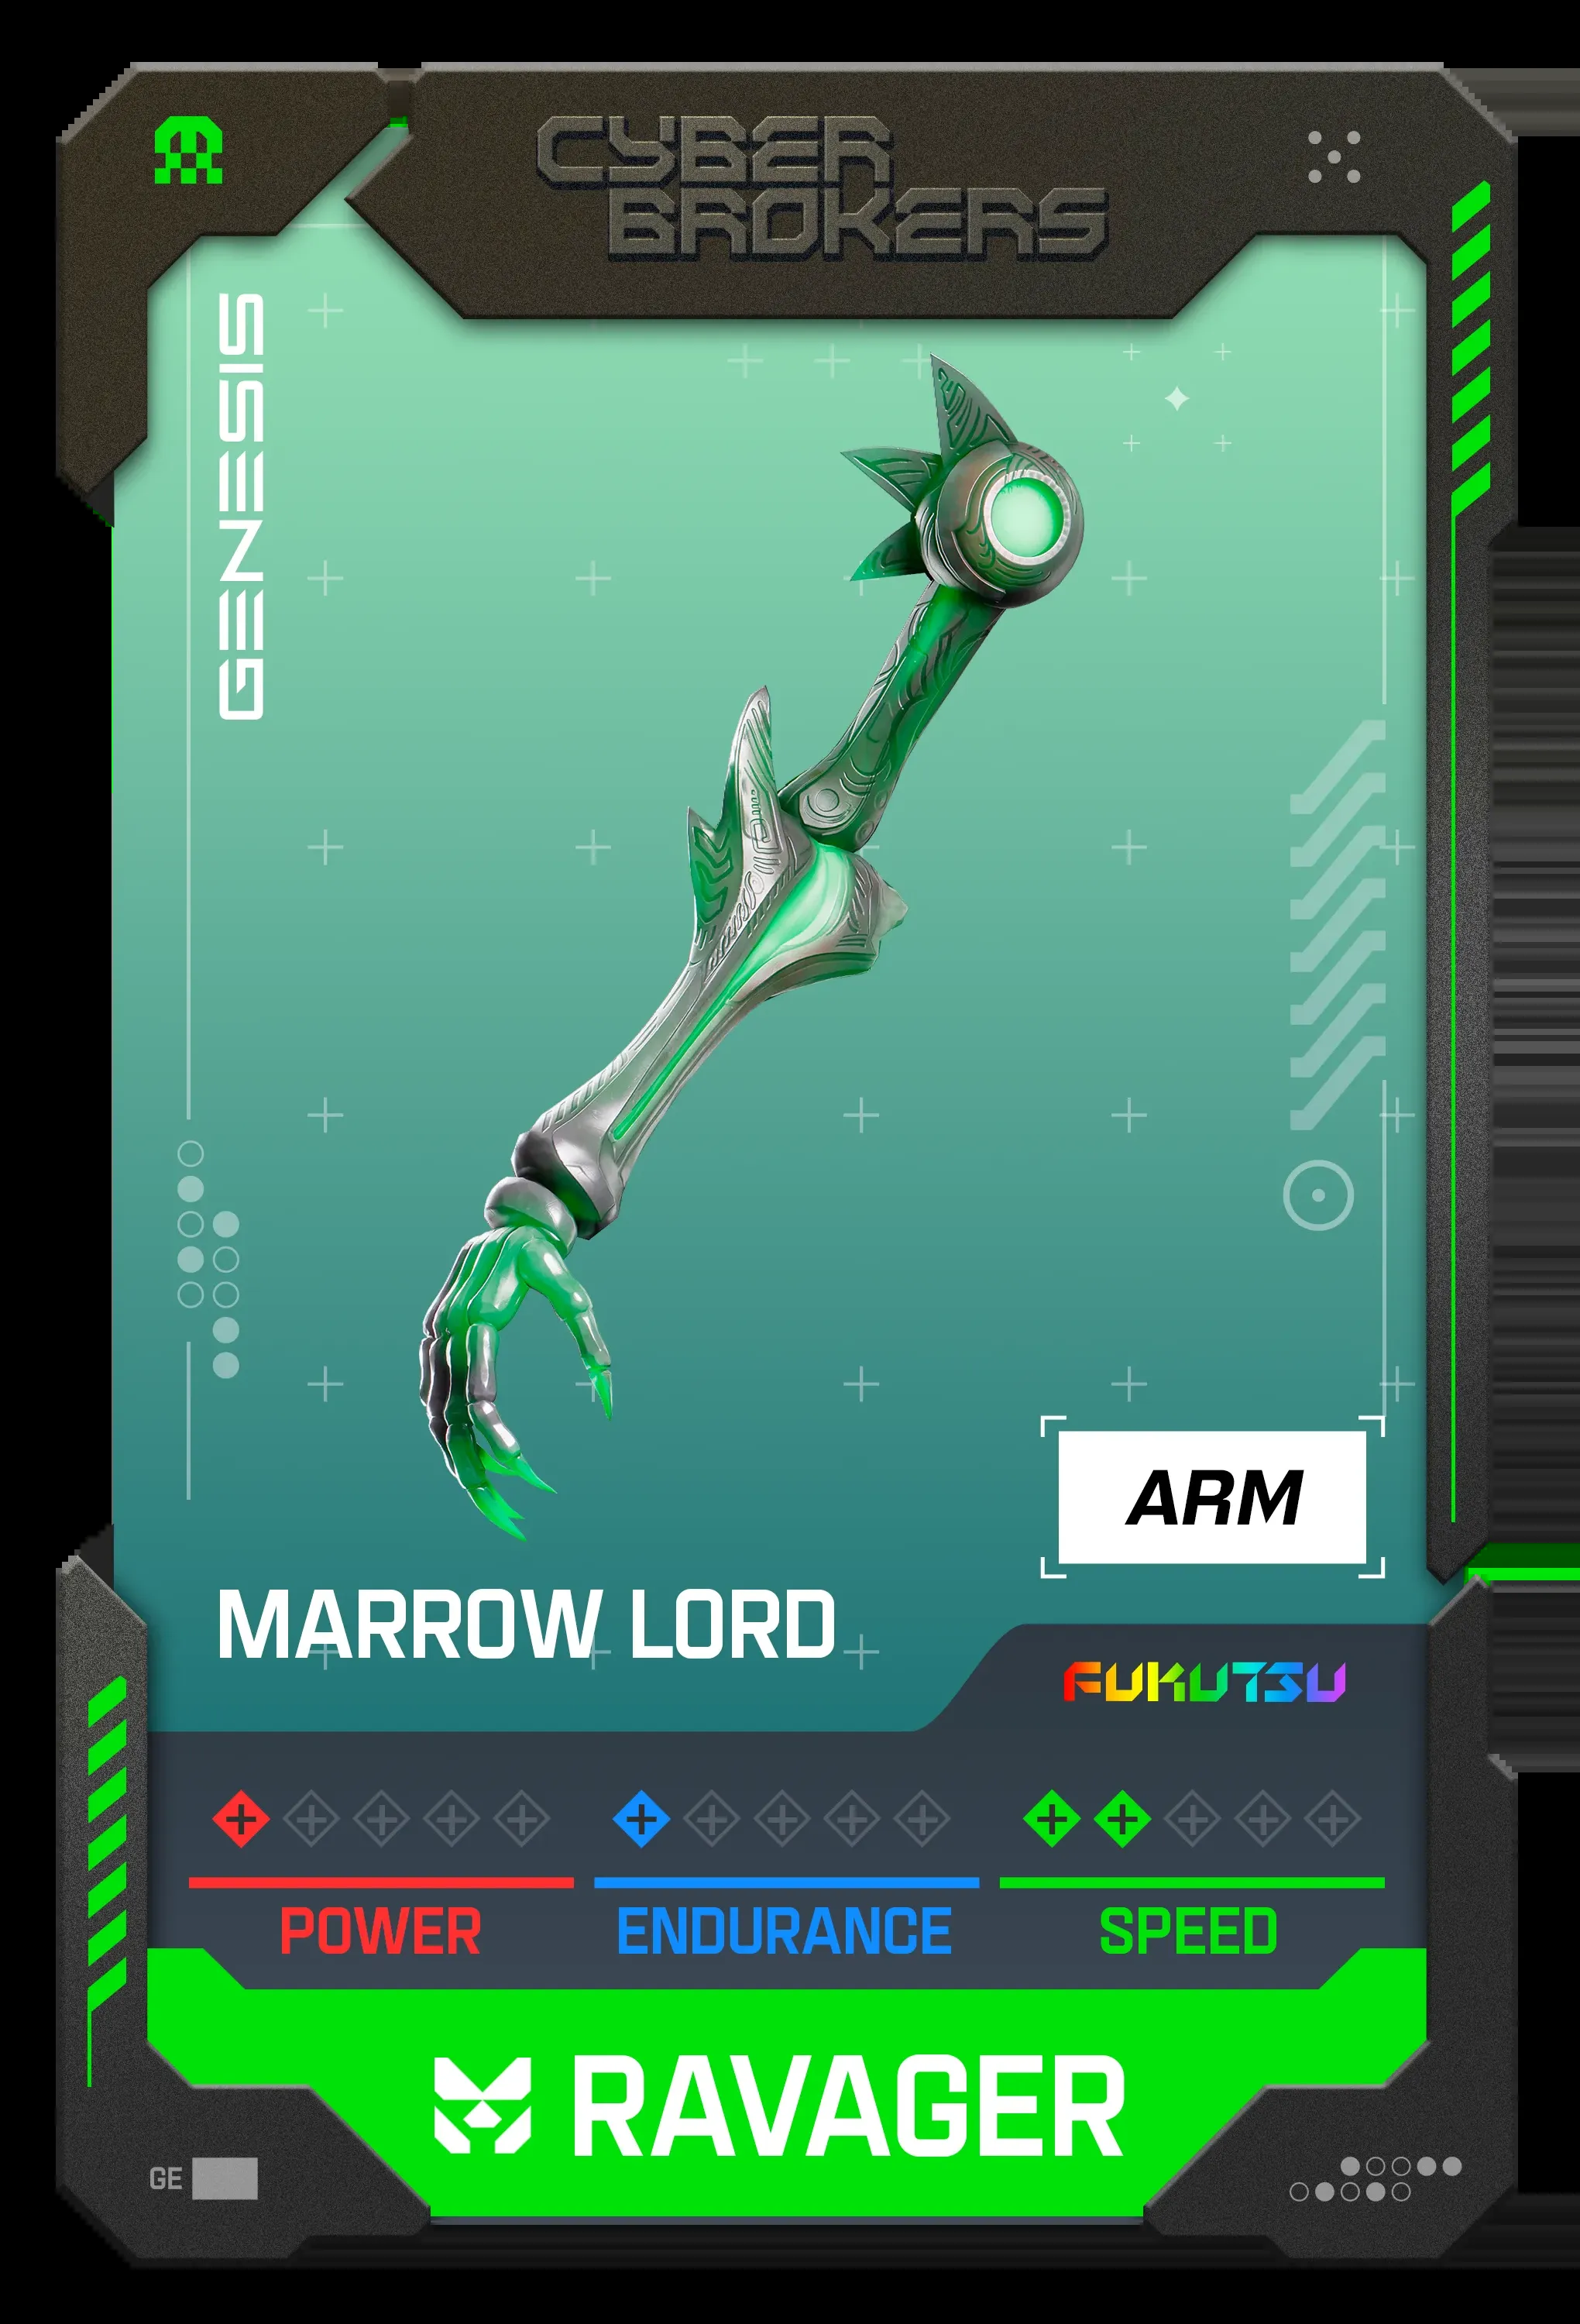 CYBER
BROKERS
GENESIS
ARM
MARROW LORD
FUKUTSU
POWER
ENDURANCE
SPEED
RAVAGER
GE